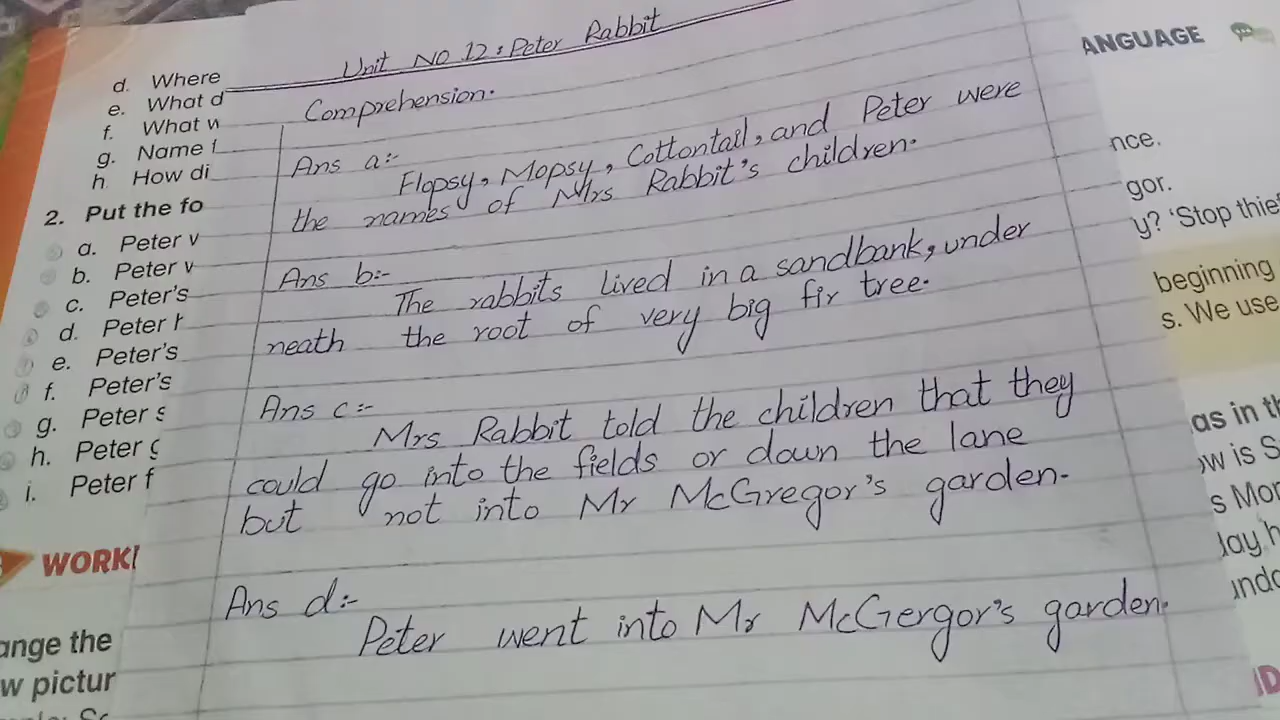 Unit No 12: Peter Rabbit
Comprehension.
Ans a:-
Flopsy, Mopsy, Cottontail, and Peter were
the names of Mrs Rabbit's children.
Ans b:-
The rabbits lived in a sandbank, under
neath the root of very big fir tree.
Ans c:-
Mrs Rabbit told the children that they
could go into the fields or down the lane
but not into Mr McGregor's garden.
Ans d:-
Peter went into Mr McGergor's garden.
d. Where
e. What d
f. What w
g. Name t
h. How di
2. Put the fo
a. Peter v
b. Peter v
c. Peter's
d. Peter h
e. Peter's
f. Peter's
g. Peter s
h. Peter g
i. Peter f
WORK
ange the
w pictur
ANGUAGE
nce.
gor.
y? 'Stop thie
beginning
s. We use
as in th
ow is S
s Mor
day h
unda